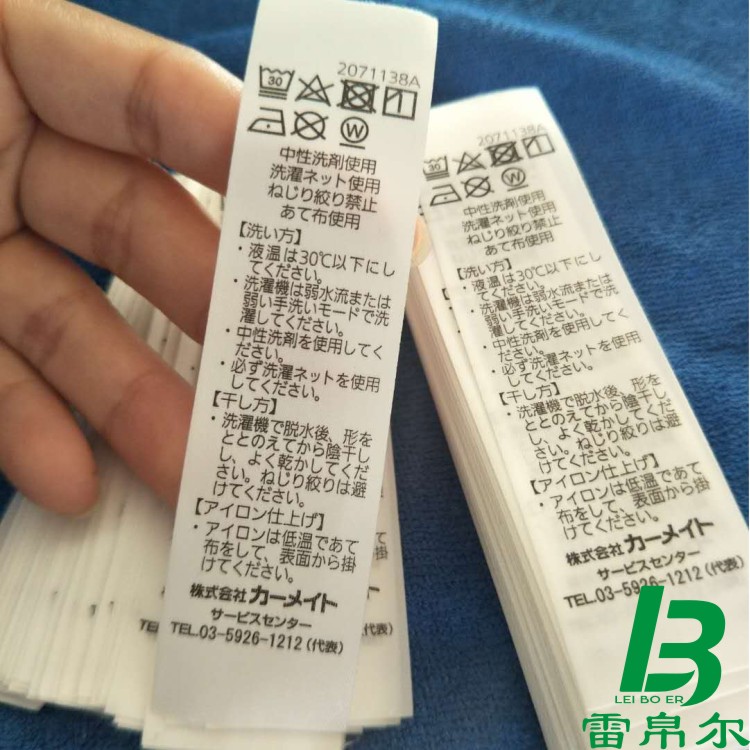 2071138A
30
W
中性洗剤使用
洗濯ネット使用
ねじり絞り禁止
あて布使用
【洗い方】
・液温は30℃以下にし
てください。
・洗濯機は弱水流または
弱い手洗いモードで洗
濯してください。
・中性洗剤を使用してく
ださい。
・必ず洗濯ネットを使用
してください。
【干し方】
・洗濯機で脱水後、形を
ととのえてから陰干し
し、よく乾かしてくだ
さい。ねじり絞りは避
けてください。
【アイロン仕上げ】
・アイロンは低温であて
布をして、表面から掛
けてください。
株式会社 カーメイト
サービスセンター
TEL.03-5926-1212（代表）
2071138A
30
W
中性洗剤使用
洗濯ネット使用
ねじり絞り禁止
あて布使用
【洗い方】
・液温は30℃以下にし
てください。
・洗濯機は弱水流または
弱い手洗いモードで洗
濯してください。
・中性洗剤を使用してく
ださい。
・必ず洗濯ネットを使用
してください。
【干し方】
・洗濯機で脱水後、形を
ととのえてから陰干し
し、よく乾かしてくだ
さい。ねじり絞りは避
けてください。
【アイロン仕上げ】
・アイロンは低温であて
布をして、表面から掛
けてください。
株式会社 カーメイト
サービスセンター
TEL.03-5926-1212（代表）
代表）
LB
LEI BO ER
雷帛尔